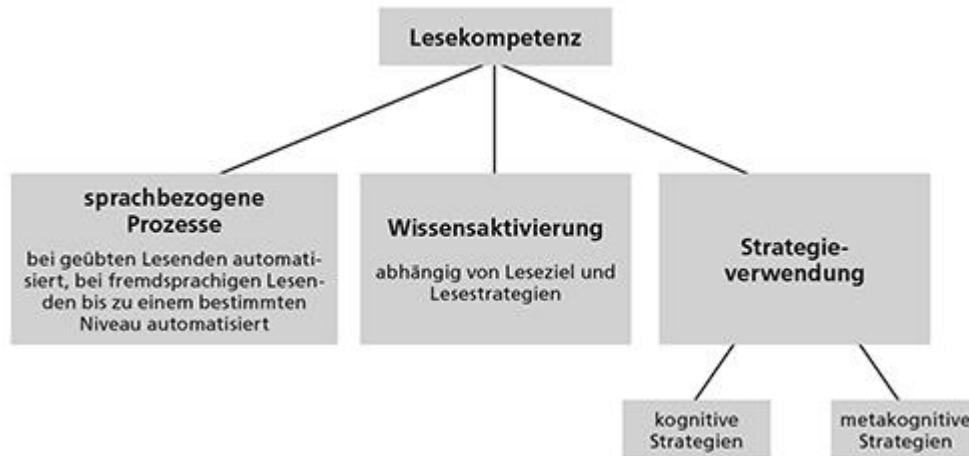 Lesekompetenz
sprachbezogene
Prozesse
bei geübten Lesenden automati-
siert, bei fremdsprachigen Lesen-
den bis zu einem bestimmten
Niveau automatisiert
Wissensaktivierung
abhängig von Leseziel und
Lesestrategien
Strategie-
verwendung
kognitive
Strategien
metakognitive
Strategien